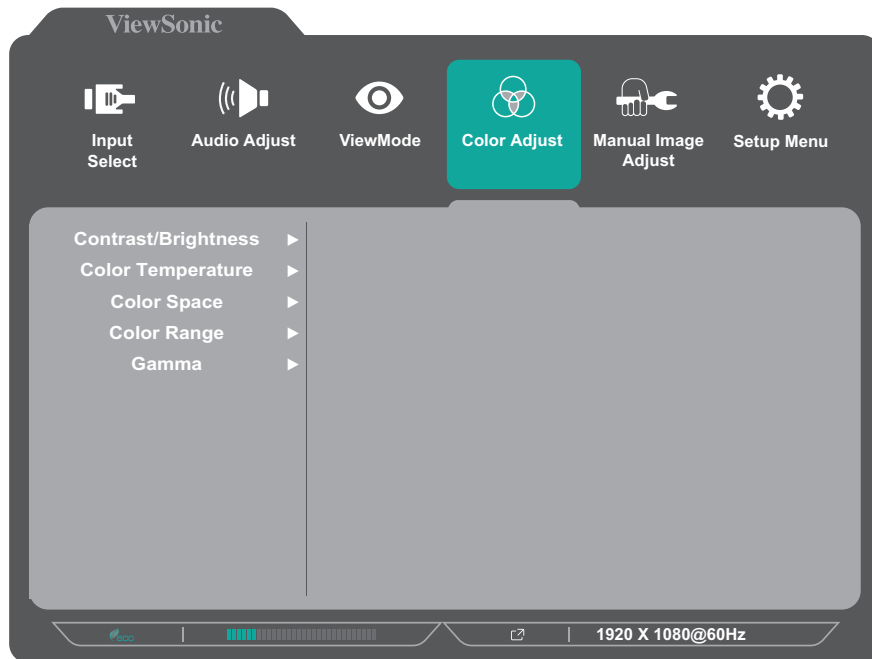 ViewSonic
Input
Select
Audio Adjust
ViewMode
Color Adjust
Manual Image
Adjust
Setup Menu
Contrast/Brightness
Color Temperature
Color Space
Color Range
Gamma
eco
1920 X 1080@60Hz